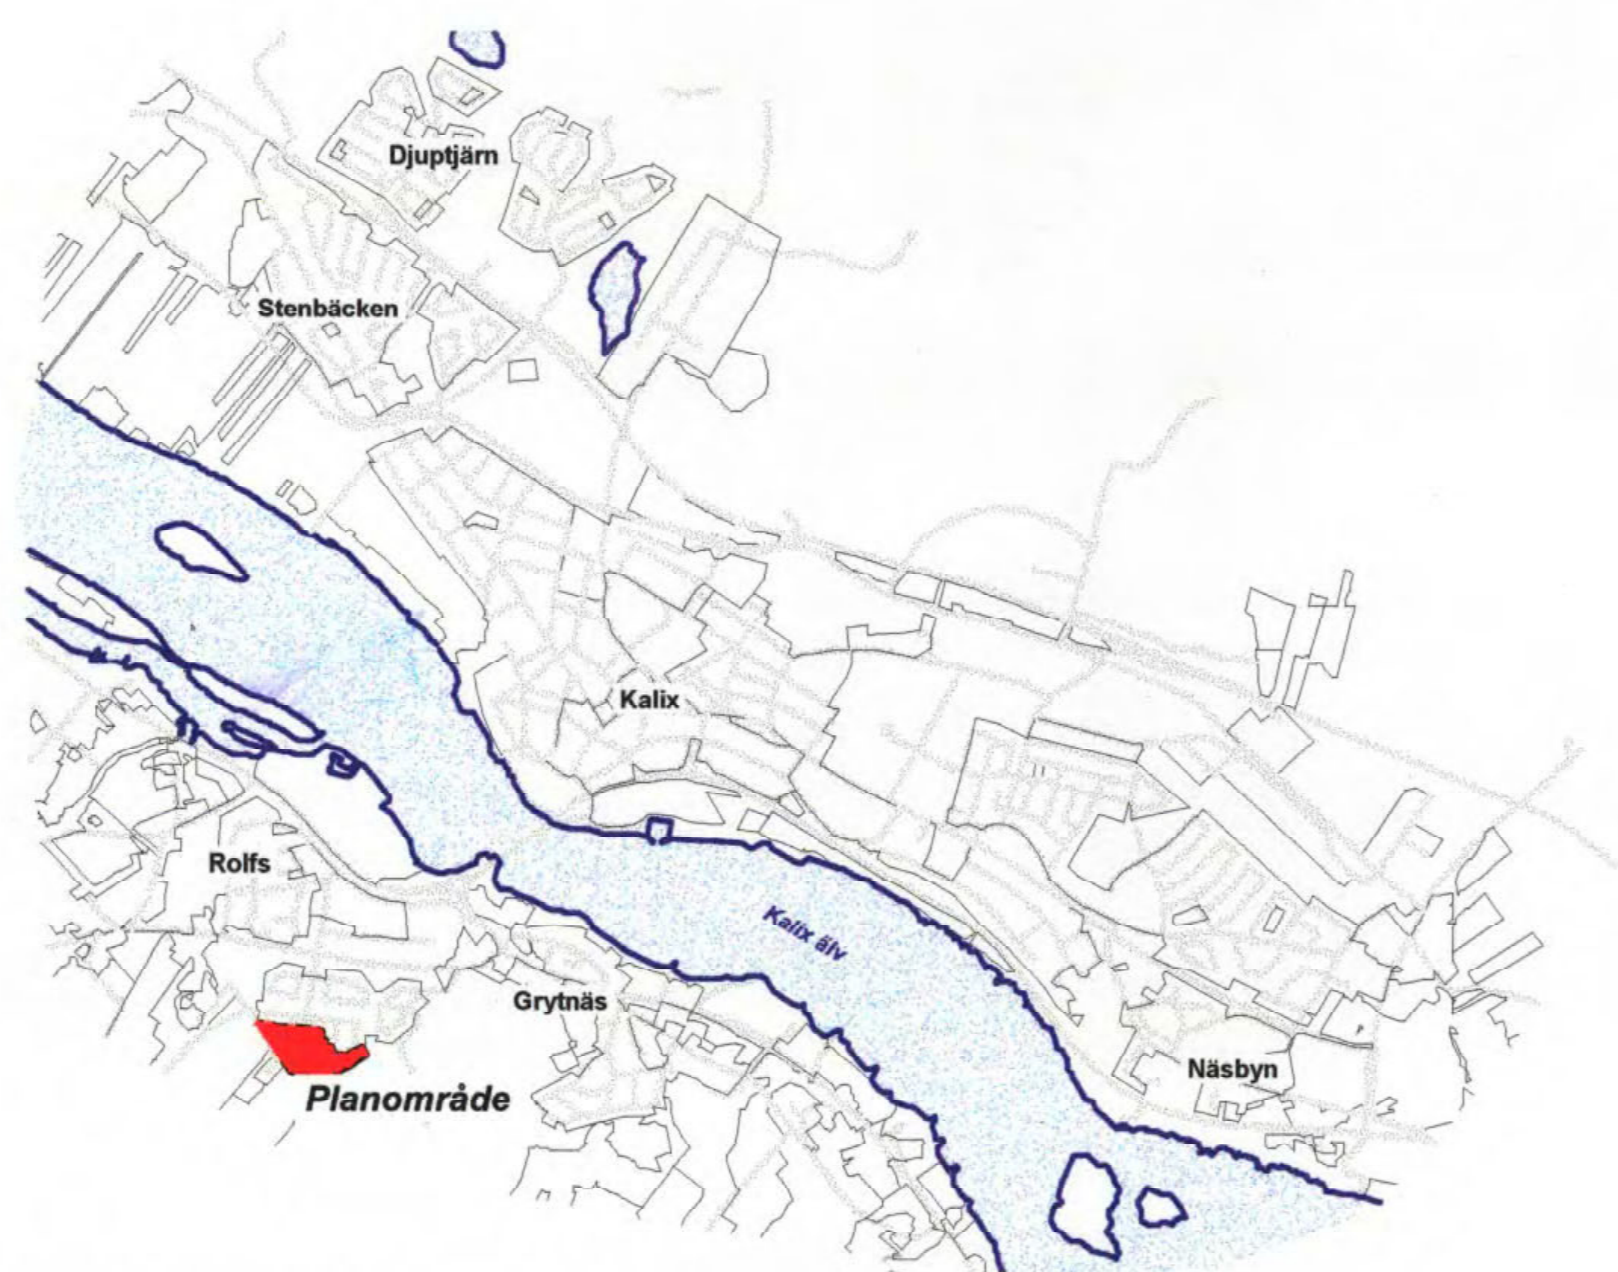 Djuptjärn
Stenbäcken
Kalix
Rolfs
Kalix älv
Grytnäs
Näsbyn
Planområde